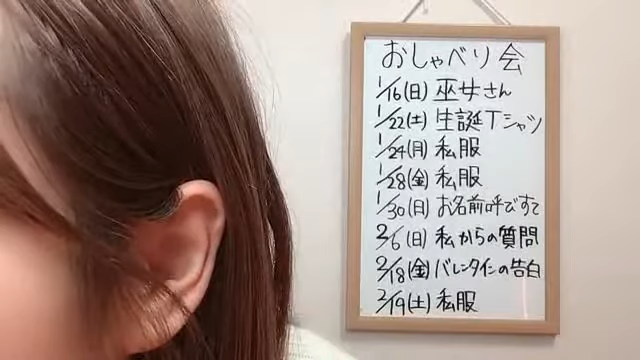 おしゃべり会
1/16(日) 巫女さん
1/22(土) 生誕Tシャツ
1/24(月) 私服
1/28(金) 私服
1/30(日) お名前呼びすて
2/6(日) 私からの質問
2/18(金) バレンタインの告白
2/19(土) 私服